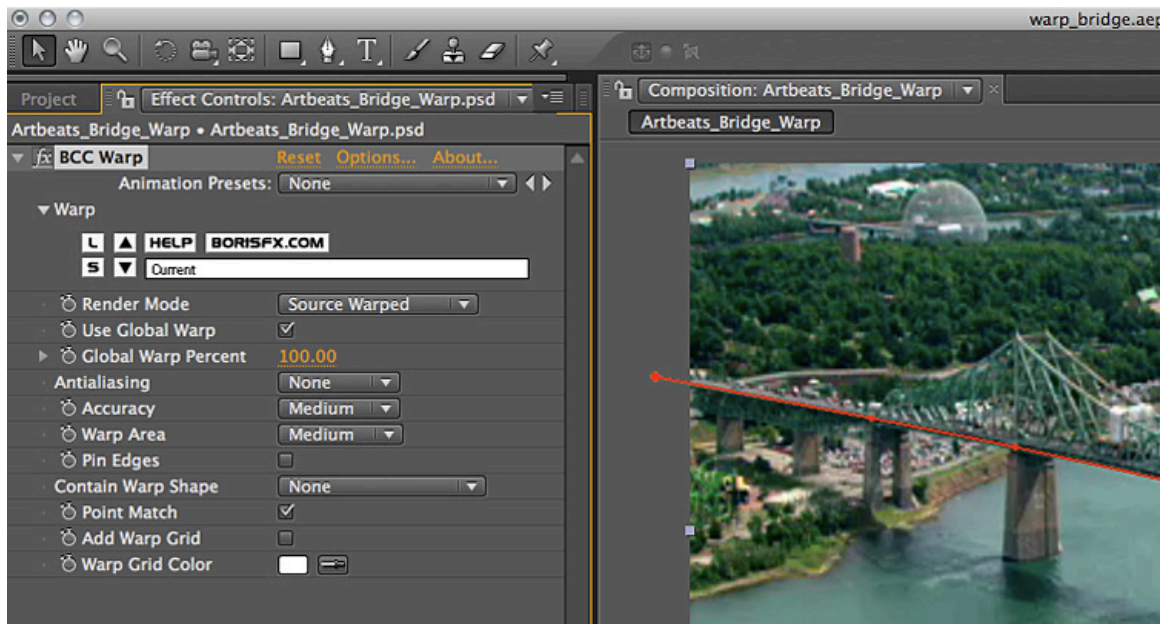 warp_bridge.aep
T
Project
Effect Controls: Artbeats_Bridge_Warp.psd
Composition: Artbeats_Bridge_Warp
Artbeats_Bridge_Warp • Artbeats_Bridge_Warp.psd
Artbeats_Bridge_Warp
fx BCC Warp Reset Options... About...
Animation Presets: None
Warp
L HELP BORISFX.COM
S Current
Render Mode Source Warped
Use Global Warp
Global Warp Percent 100.00
Antialiasing None
Accuracy Medium
Warp Area Medium
Pin Edges
Contain Warp Shape None
Point Match
Add Warp Grid
Warp Grid Color